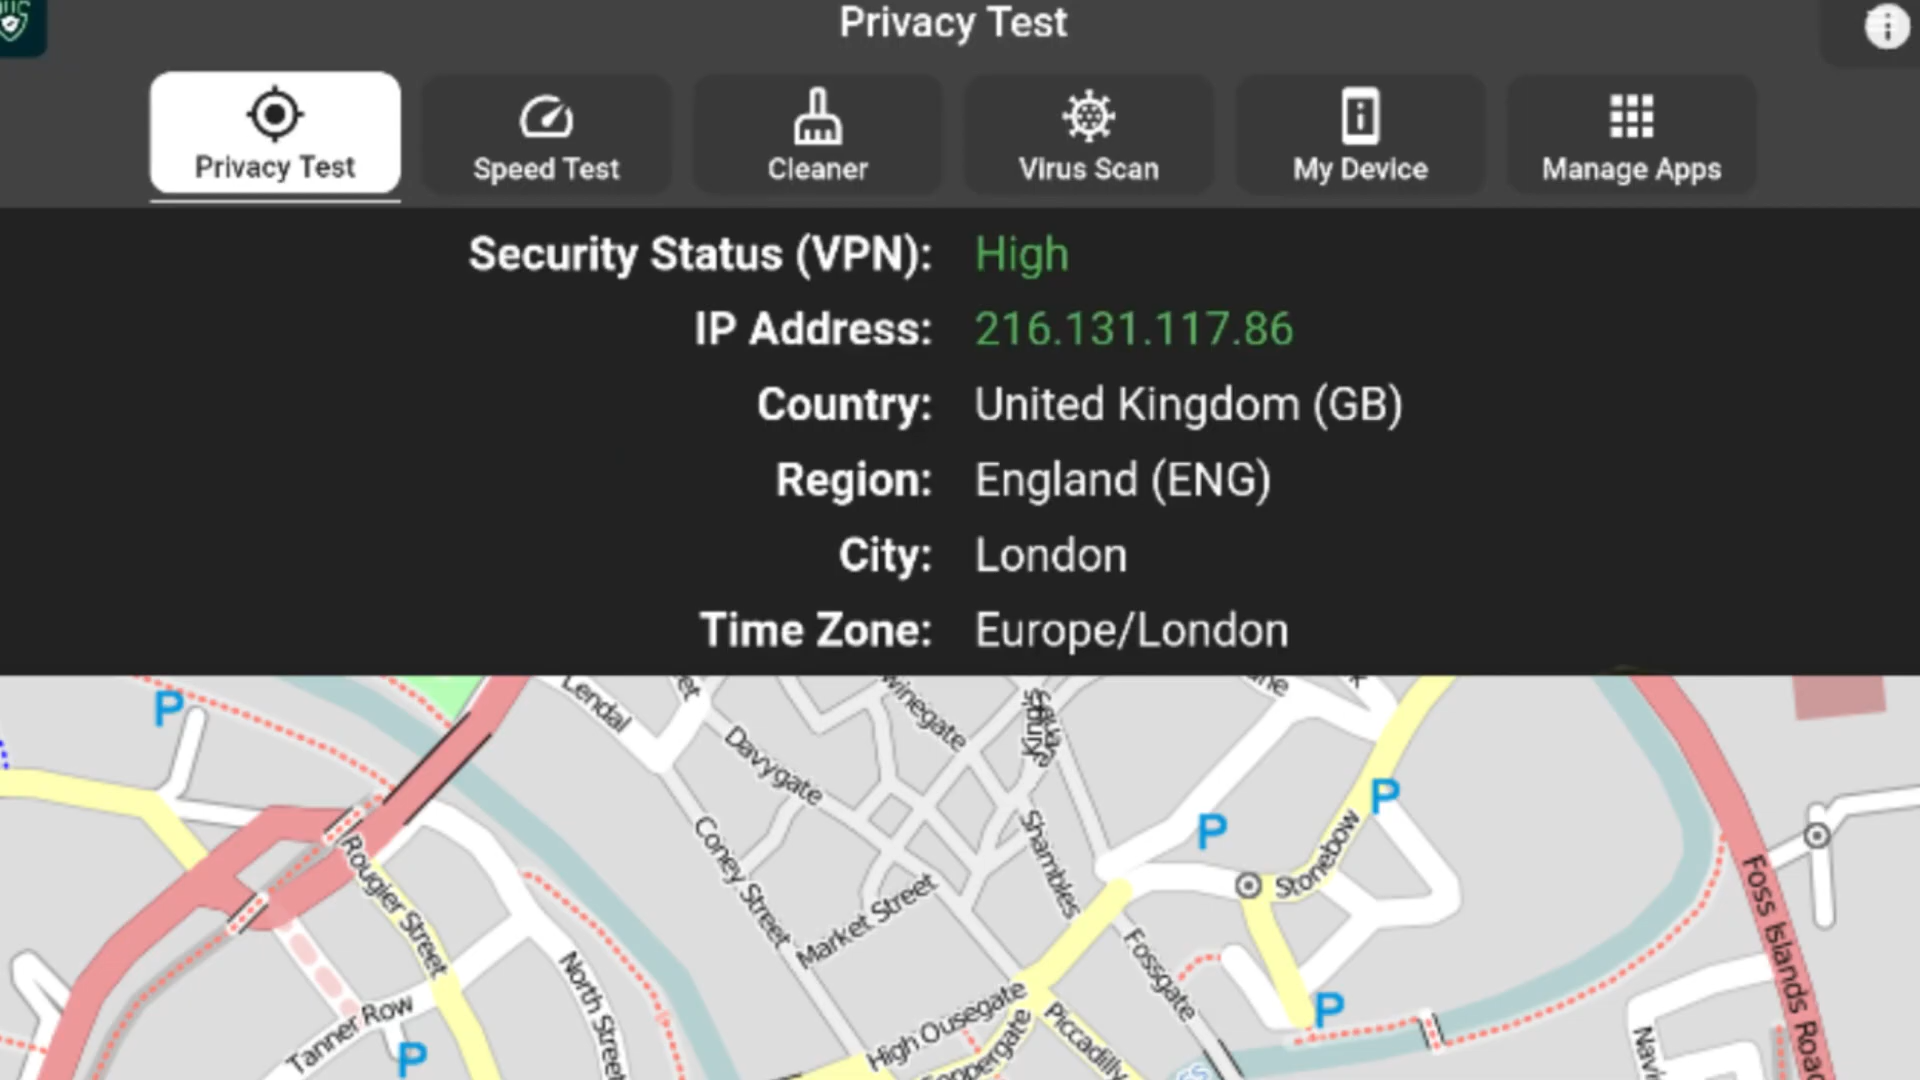 Privacy Test
Privacy Test
Speed Test
Cleaner
Virus Scan
My Device
Manage Apps
Security Status (VPN): High
IP Address: 216.131.117.86
Country: United Kingdom (GB)
Region: England (ENG)
City: London
Time Zone: Europe/London
Lendal
Davygate
P
P
P
Stonebow
Rougier Street
Coney Street
Shambles
Market Street
Foss Islands Road
Fossgate
North Street
High Ousegate
Piccadilly
P
Tanner Row
P